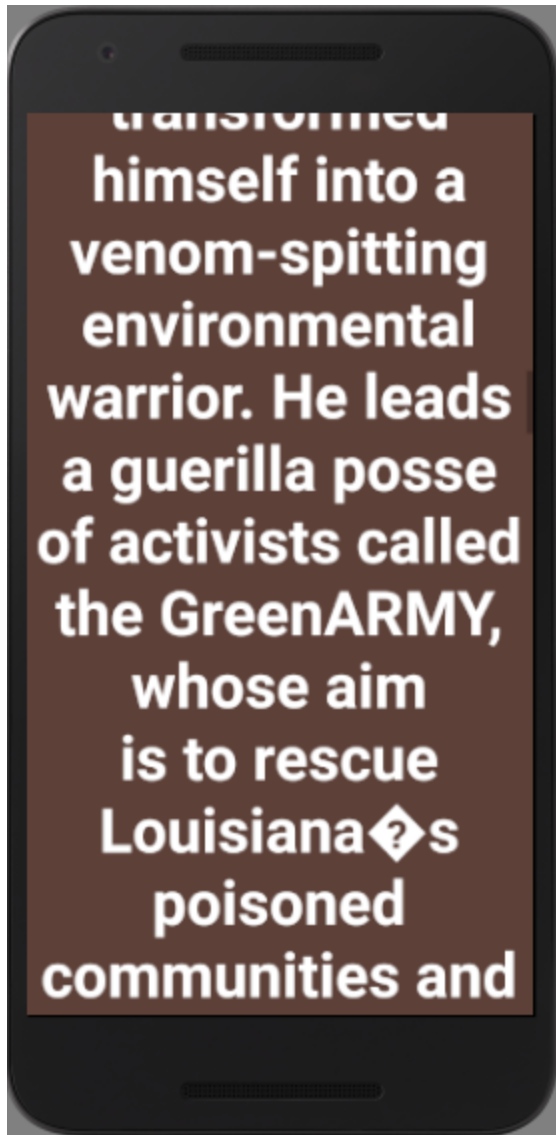 transformed
himself into a
venom-spitting
environmental
warrior. He leads
a guerilla posse
of activists called
the GreenARMY,
whose aim
is to rescue
Louisiana�s
poisoned
communities and